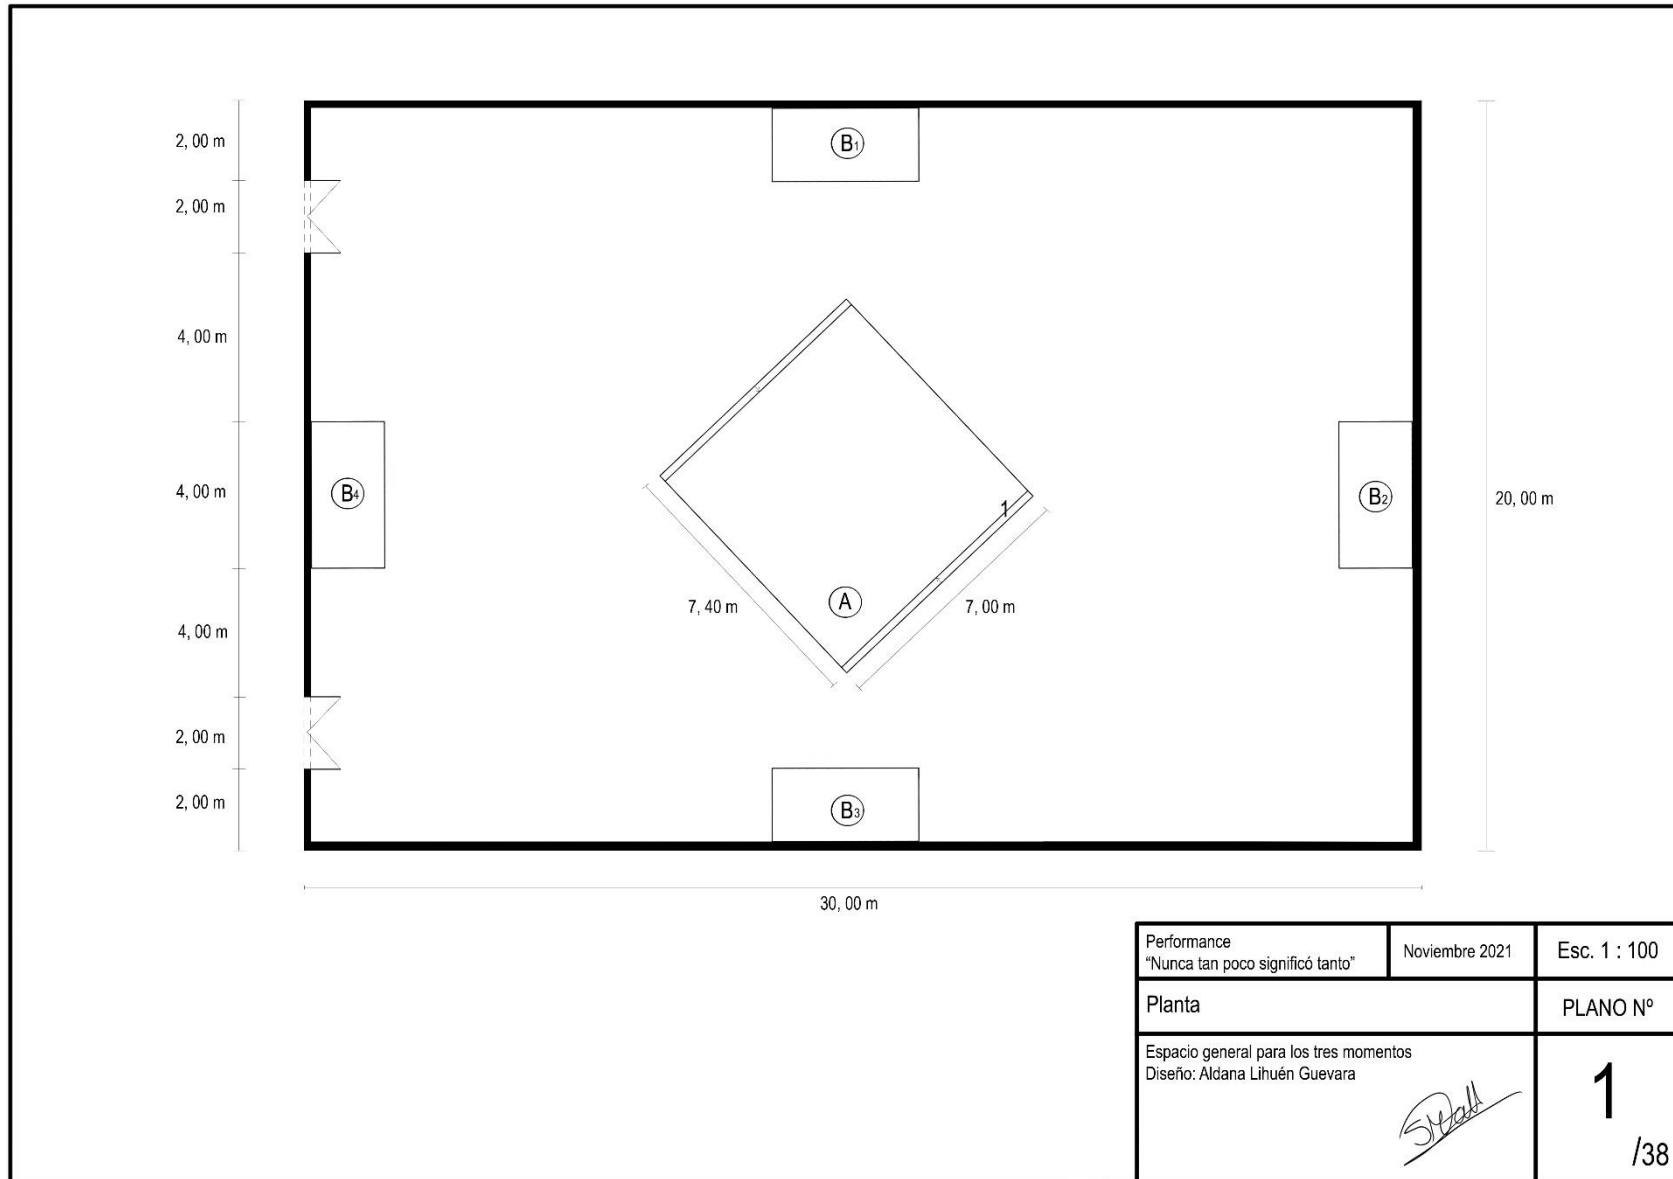 2, 00 m
B1
2, 00 m
4, 00 m
B4
4, 00 m
1
B2
20, 00 m
7, 40 m
A
7, 00 m
4, 00 m
2, 00 m
B3
2, 00 m
30, 00 m
Performance
"Nunca tan poco significó tanto"
Noviembre 2021
Esc. 1 : 100
Planta
PLANO Nº
Espacio general para los tres momentos
Diseño: Aldana Lihuén Guevara
1
/38